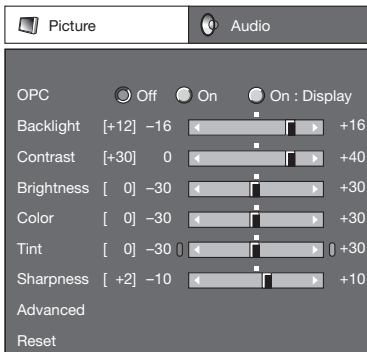 Picture Audio
OPC Off On On : Display
Backlight [+12] –16 +16
Contrast [+30] 0 +40
Brightness [ 0] –30 +30
Color [ 0] –30 +30
Tint [ 0] –30 +30
Sharpness [ +2] –10 +10
Advanced
Reset